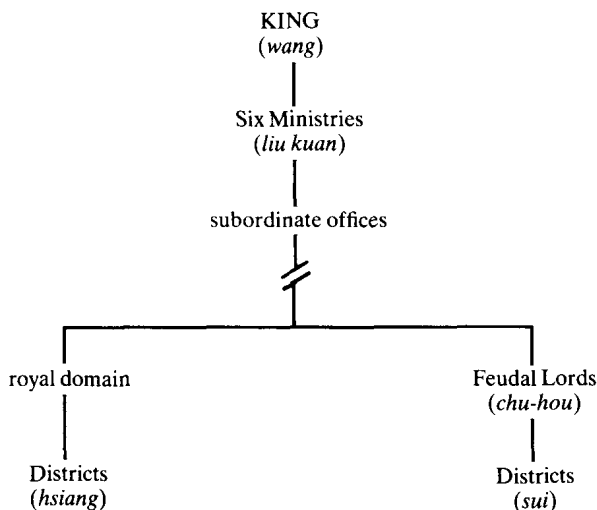 KING
(wang)
Six Ministries
(liu kuan)
subordinate offices
royal domain
Feudal Lords
(chu-hou)
Districts
(hsiang)
Districts
(sui)